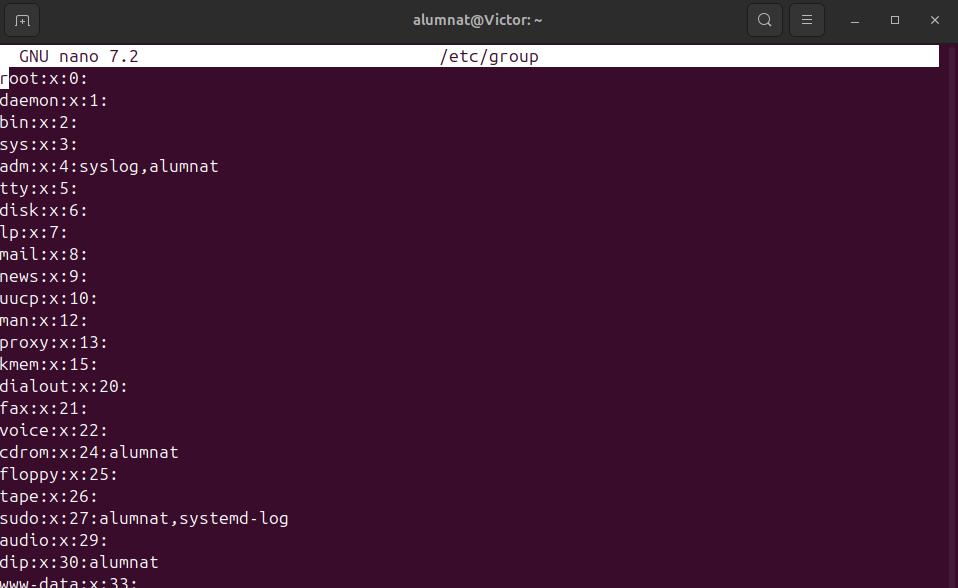 alumnat@Victor: ~
GNU nano 7.2 /etc/group
root:x:0:
daemon:x:1:
bin:x:2:
sys:x:3:
adm:x:4:syslog,alumnat
tty:x:5:
disk:x:6:
lp:x:7:
mail:x:8:
news:x:9:
uucp:x:10:
man:x:12:
proxy:x:13:
kmem:x:15:
dialout:x:20:
fax:x:21:
voice:x:22:
cdrom:x:24:alumnat
floppy:x:25:
tape:x:26:
sudo:x:27:alumnat,systemd-log
audio:x:29:
dip:x:30:alumnat
www-data:x:33: